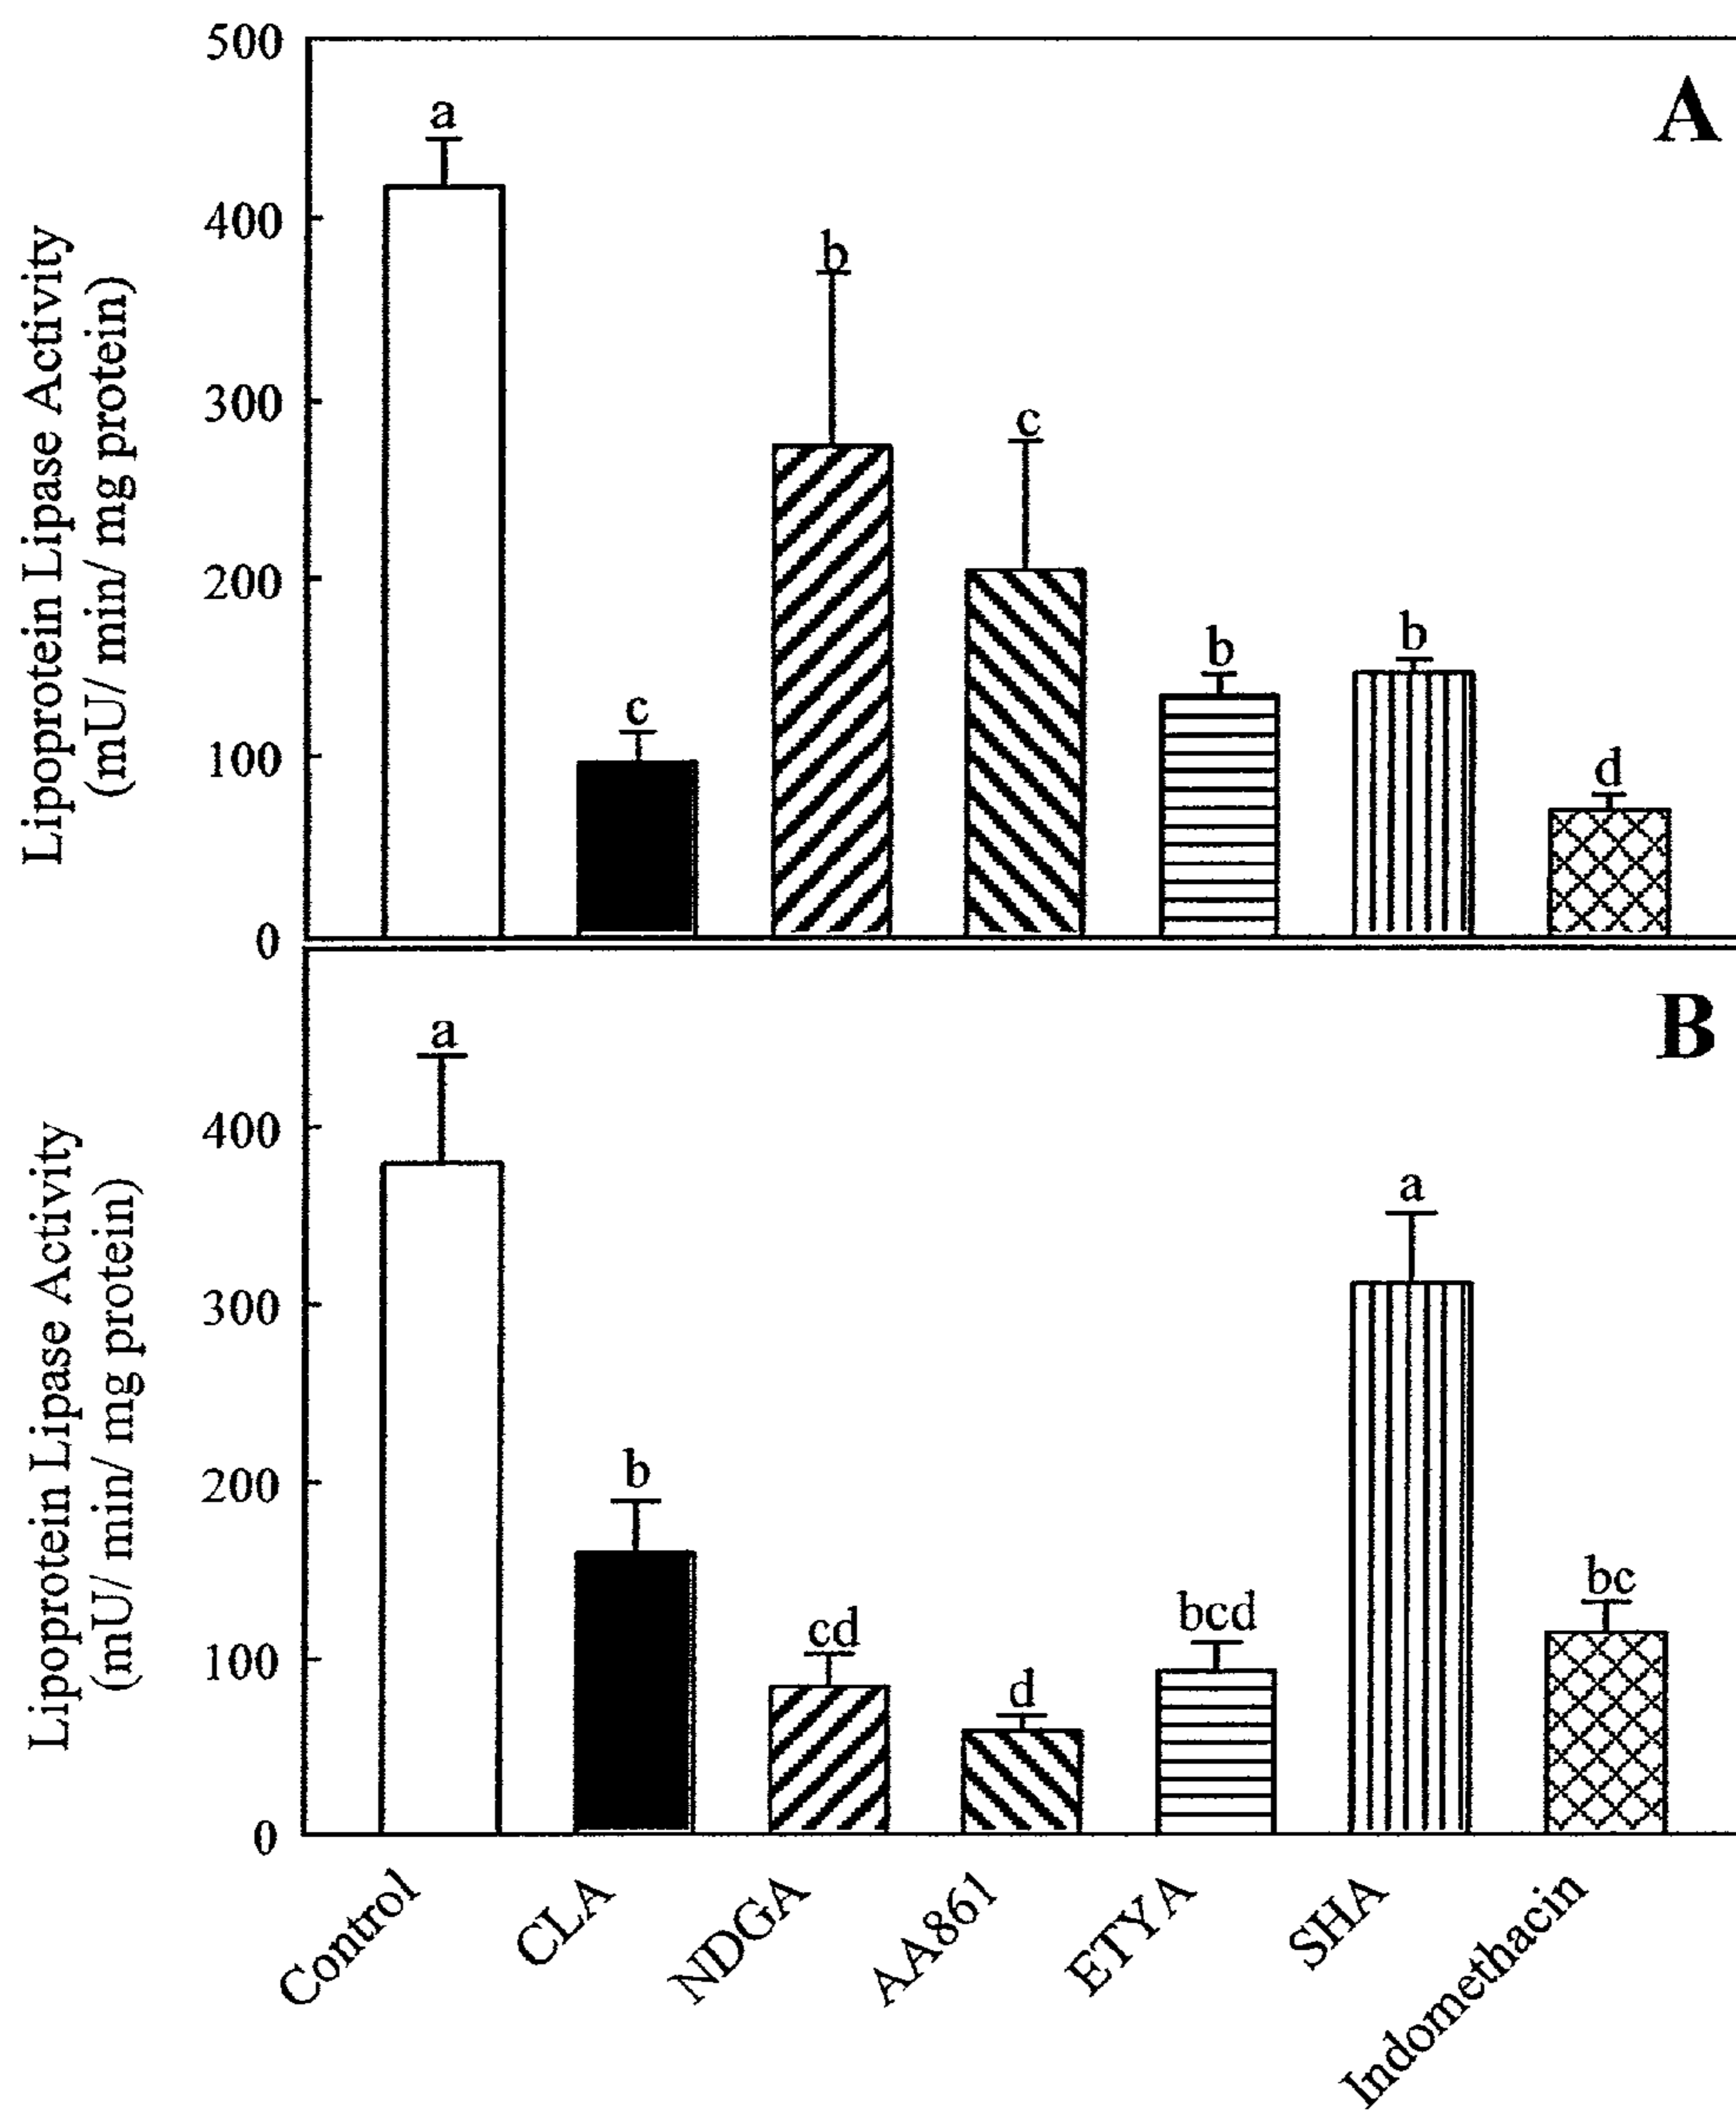 500
400
300
200
100
0
Lipoprotein Lipase Activity
(mU/ min/ mg protein)
A
a
c
b
c
b
b
d
400
300
200
100
0
Lipoprotein Lipase Activity
(mU/ min/ mg protein)
B
a
b
cd
d
bcd
a
bc
Control
CLA
NDGA
AA861
ETYA
SHA
Indomethacin